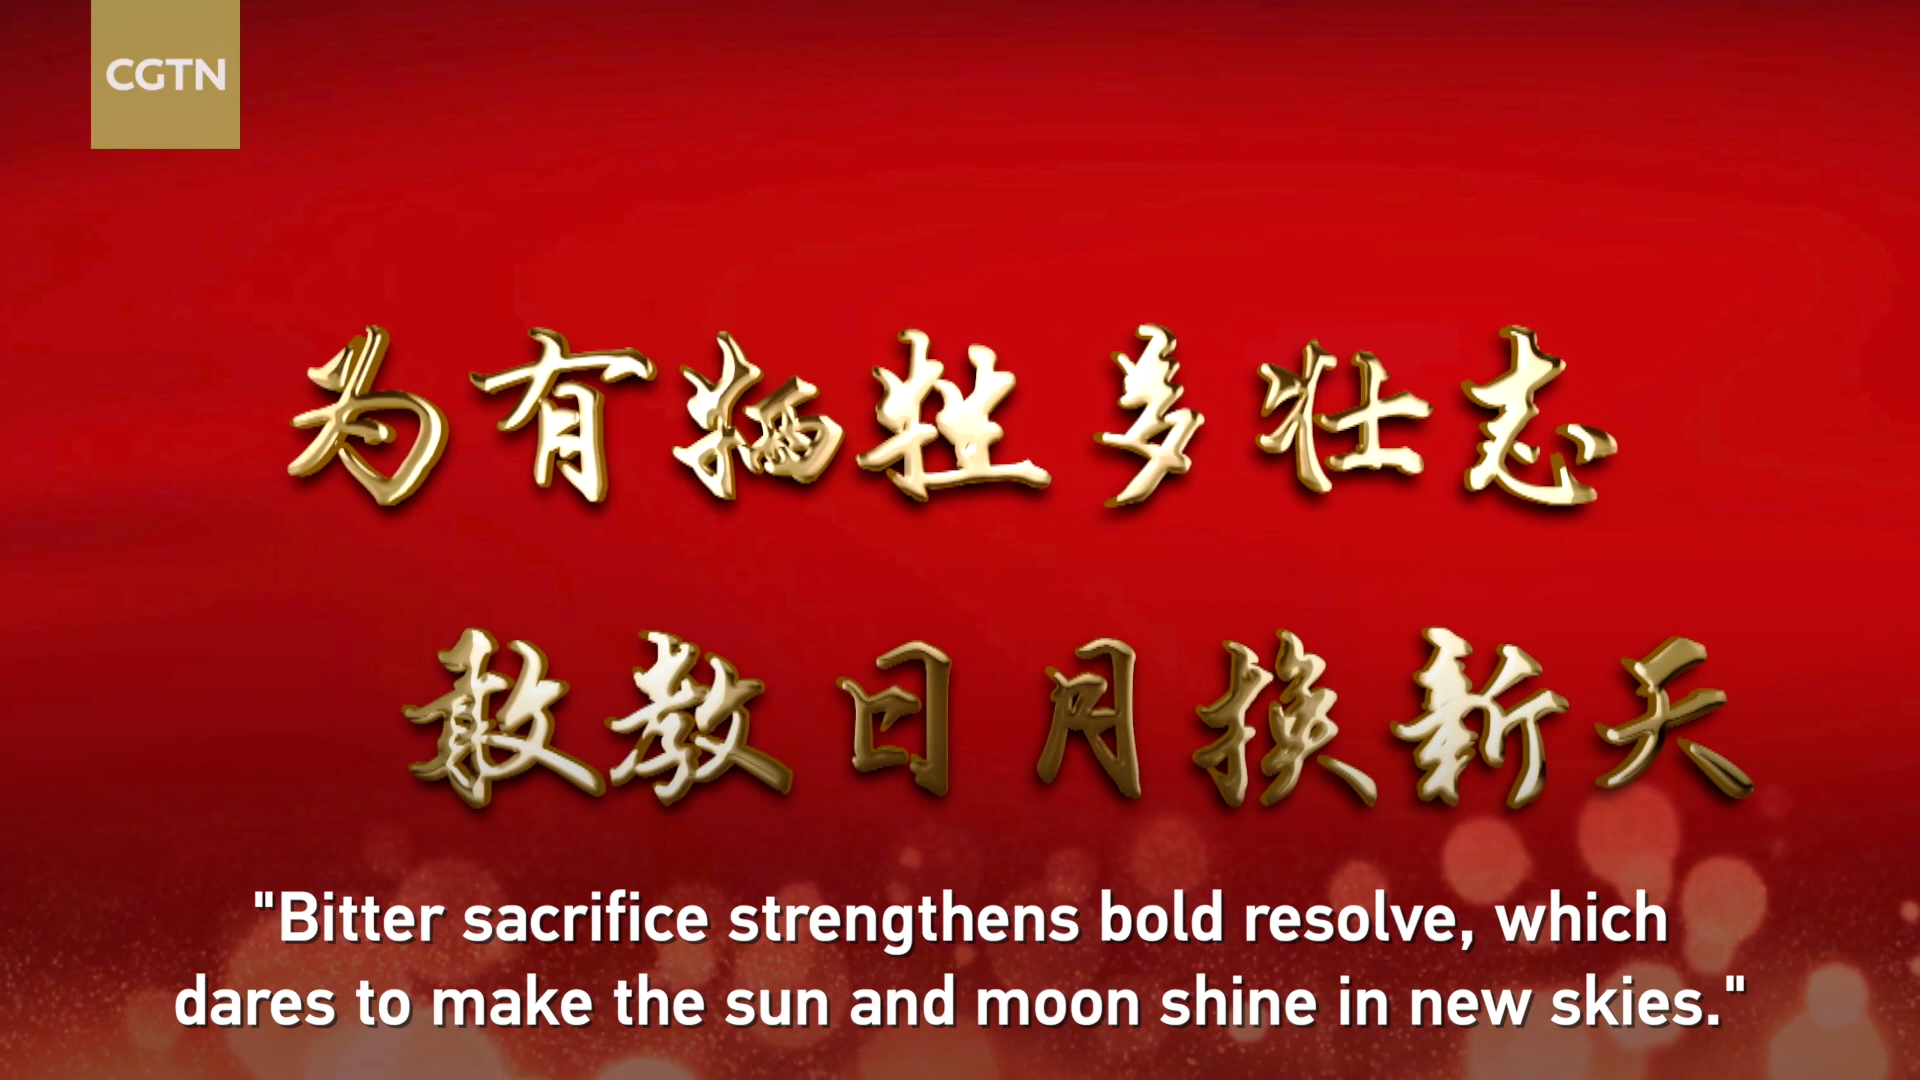 CGTN
为有牺牲多壮志
敢教日月换新天
"Bitter sacrifice strengthens bold resolve, which
dares to make the sun and moon shine in new skies."